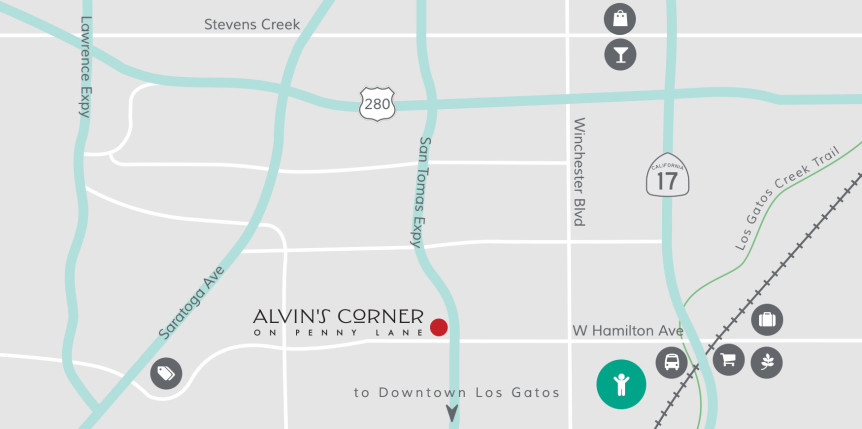 Stevens Creek
Lawrence Expy
280
San Tomas Expy
Winchester Blvd
CALIFORNIA
17
Los Gatos Creek Trail
Saratoga Ave
ALVIN'S CORNER
ON PENNY LANE
W Hamilton Ave
to Downtown Los Gatos